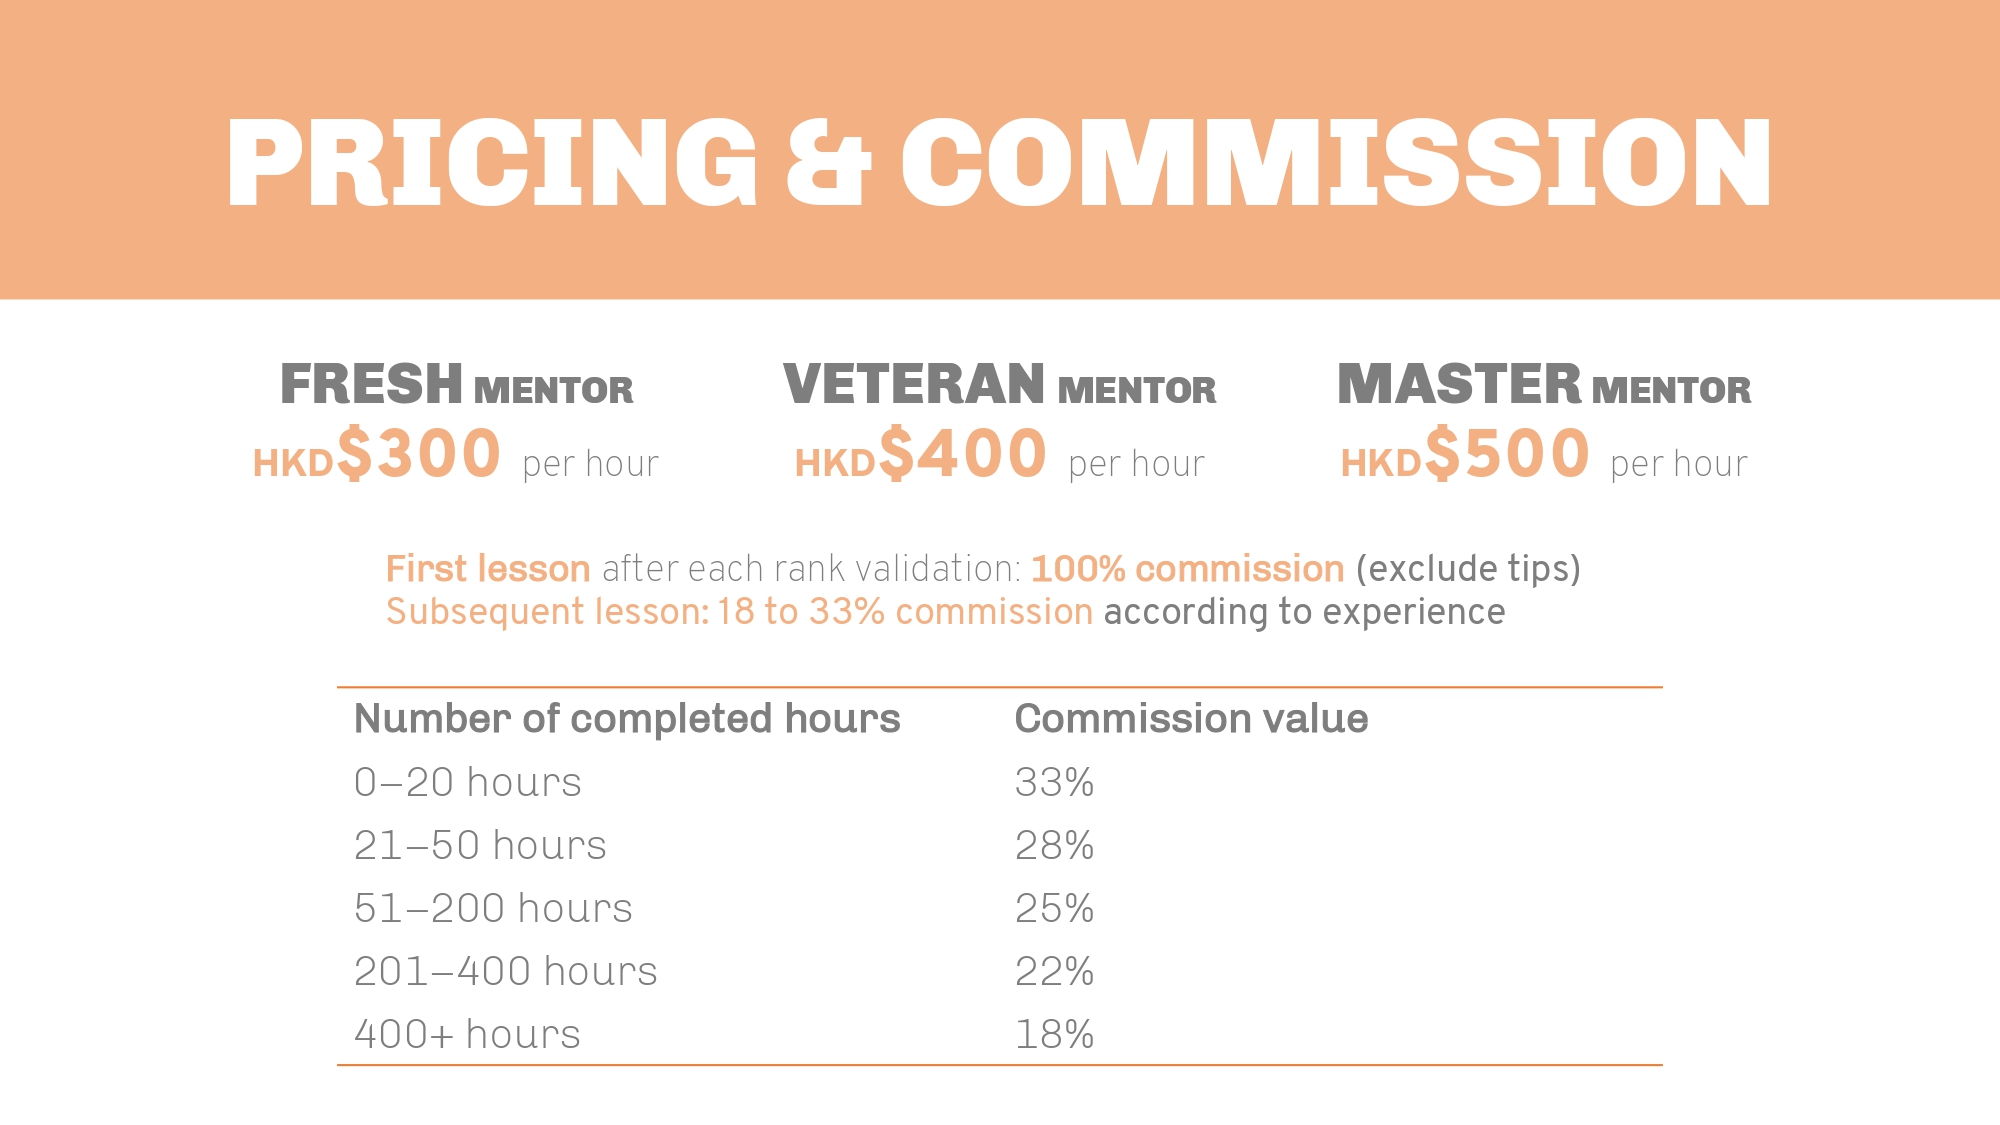 PRICING & COMMISSION
FRESH MENTOR
HKD$300 per hour
VETERAN MENTOR
HKD$400 per hour
MASTER MENTOR
HKD$500 per hour
First lesson after each rank validation: 100% commission (exclude tips)
Subsequent lesson: 18 to 33% commission according to experience
Number of completed hours Commission value
0–20 hours 33%
21–50 hours 28%
51–200 hours 25%
201–400 hours 22%
400+ hours 18%